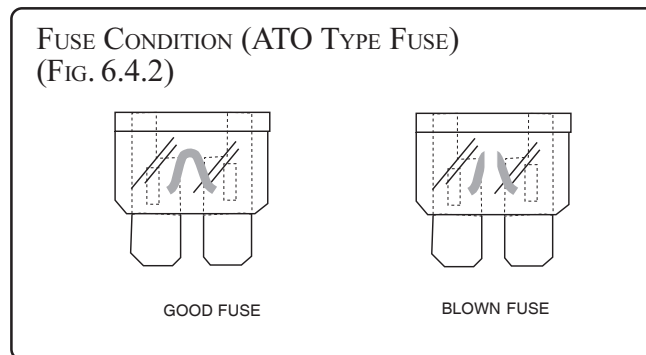 FUSE CONDITION (ATO TYPE FUSE)
(FIG. 6.4.2)
GOOD FUSE
BLOWN FUSE